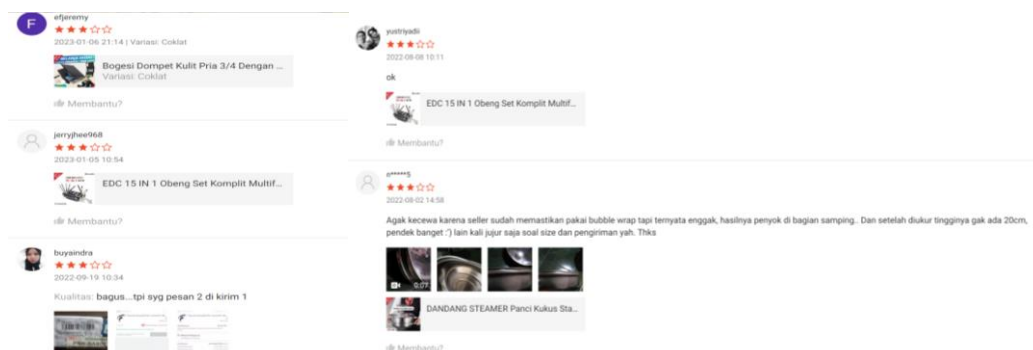 F
efjeremy
2023-01-06 21:14 | Variasi: Coklat
Bogesi Dompet Kulit Pria 3/4 Dengan ...
Variasi: Coklat
Membantu?
jerryjhee968
2023-01-05 10:54
EDC 15 IN 1 Obeng Set Komplit Multif...
Membantu?
buyaindra
2022-09-19 10:34
Kualitas: bagus...tpi syg pesan 2 di kirim 1
yustriyadii
2022-08-08 10:11
ok
EDC 15 IN 1 Obeng Set Komplit Multif...
Membantu?
o*****5
2022-08-02 14:58
Agak kecewa karena seller sudah memastikan pakai bubble wrap tapi ternyata enggak, hasilnya penyok di bagian samping.. Dan setelah diukur tingginya gak ada 20cm,
pendek banget :') lain kali jujur saja soal size dan pengiriman yah. Thks
0:07
DANDANG STEAMER Panci Kukus Sta...
Membantu?